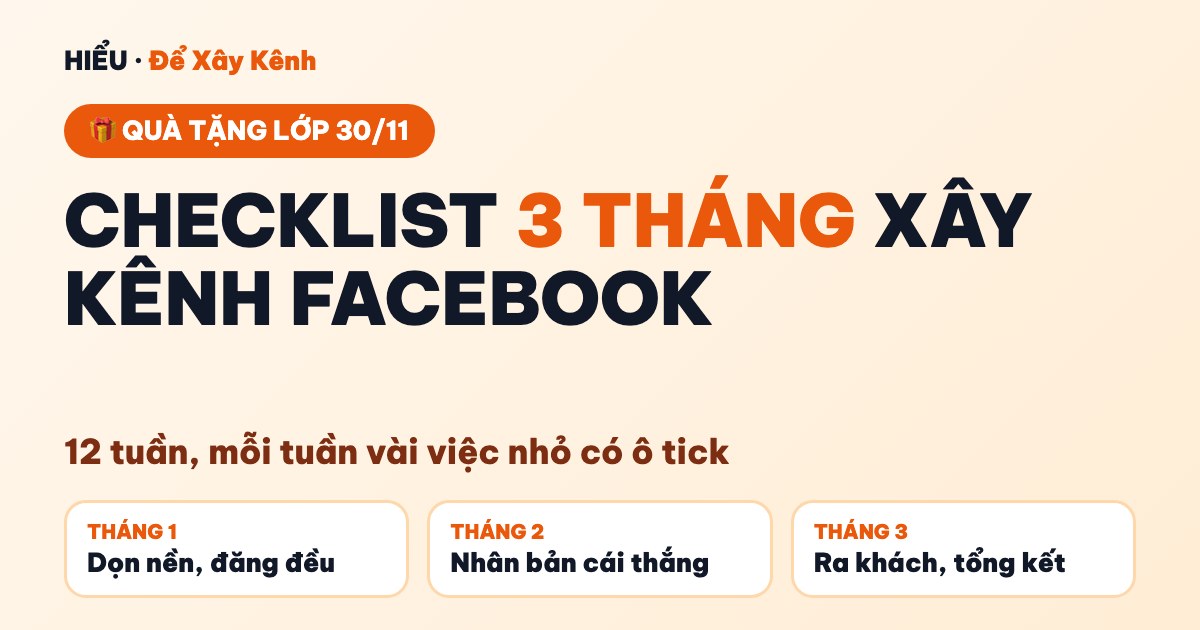 HIỂU · Để Xây Kênh
🎁 QUÀ TẶNG LỚP 30/11
CHECKLIST 3 THÁNG XÂY
KÊNH FACEBOOK
12 tuần, mỗi tuần vài việc nhỏ có ô tick
THÁNG 1
Dọn nền, đăng đều
THÁNG 2
Nhân bản cái thắng
THÁNG 3
Ra khách, tổng kết